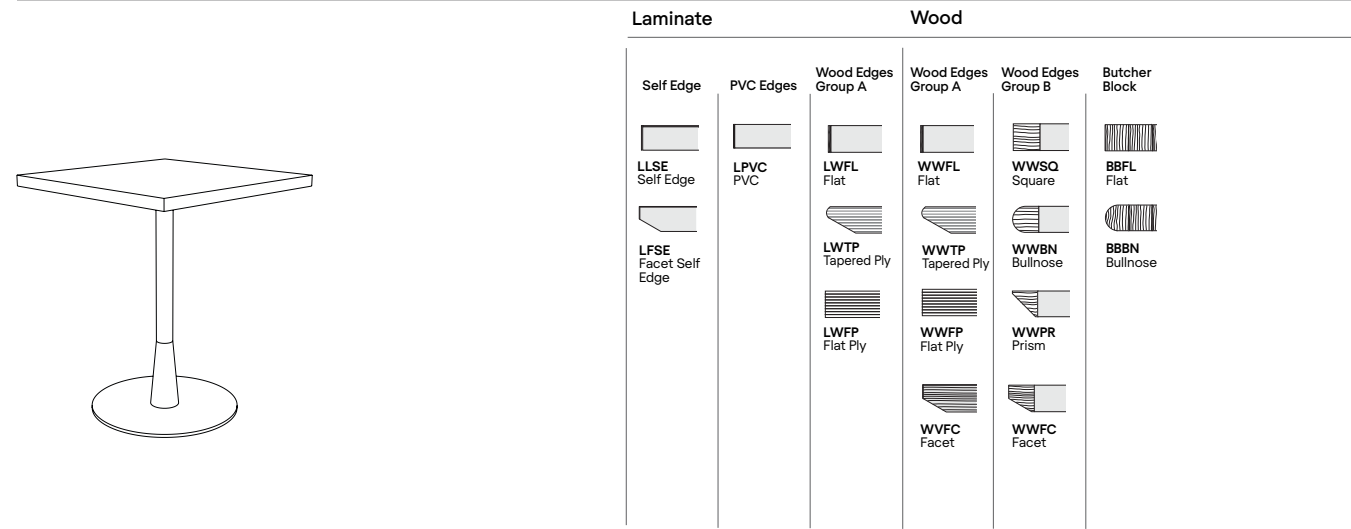 Laminate
Wood
Self Edge
PVC Edges
Wood Edges
Group A
Wood Edges
Group A
Wood Edges
Group B
Butcher
Block
LLSE
Self Edge
LFSE
Facet Self
Edge
LPVC
PVC
LWFL
Flat
LWTP
Tapered Ply
LWFP
Flat Ply
WWFL
Flat
WWTP
Tapered Ply
WWFP
Flat Ply
WVFC
Facet
WWSQ
Square
WWBN
Bullnose
WWPR
Prism
WWFC
Facet
BBFL
Flat
BBBN
Bullnose